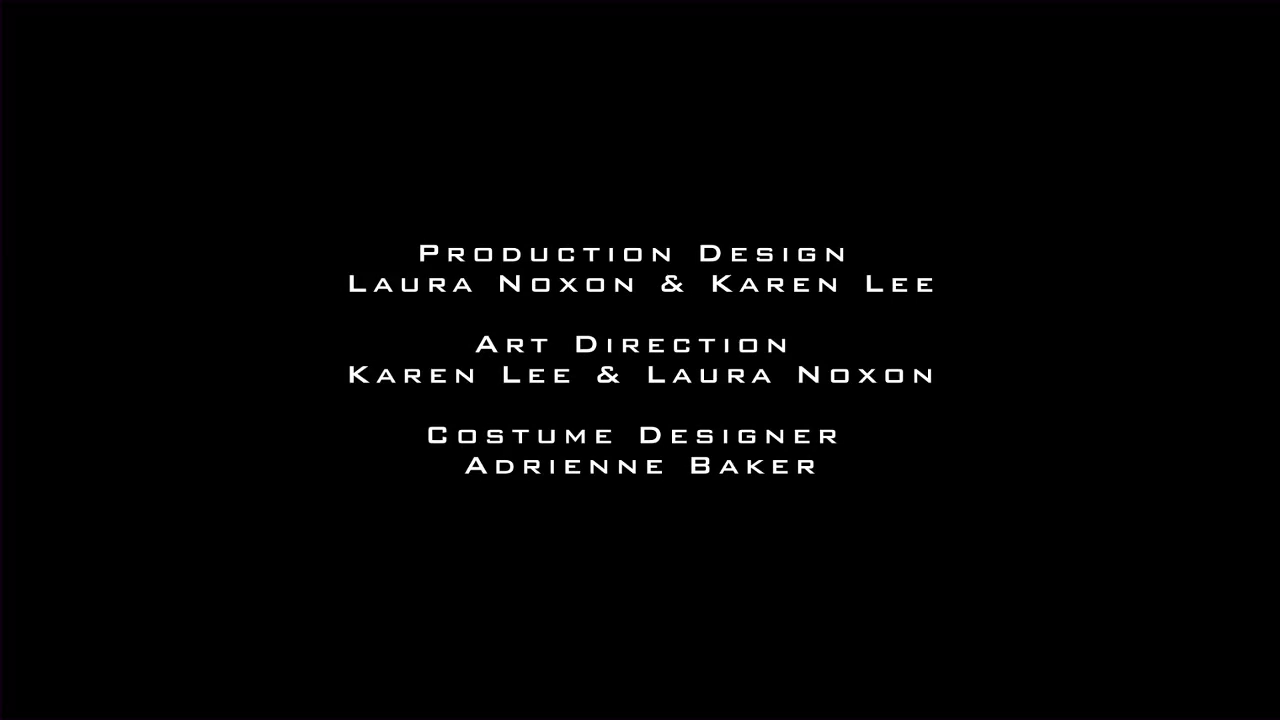 Production Design
Laura Noxon & Karen Lee
Art Direction
Karen Lee & Laura Noxon
Costume Designer
Adrienne Baker